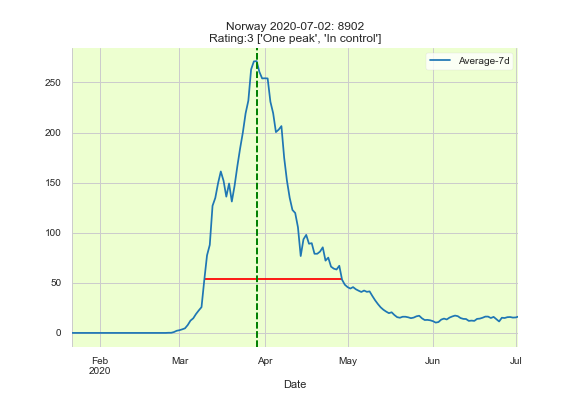 Norway 2020-07-02: 8902
Rating:3 ['One peak', 'In control']
Average-7d
250
200
150
100
50
0
Feb
2020
Mar
Apr
May
Jun
Jul
Date